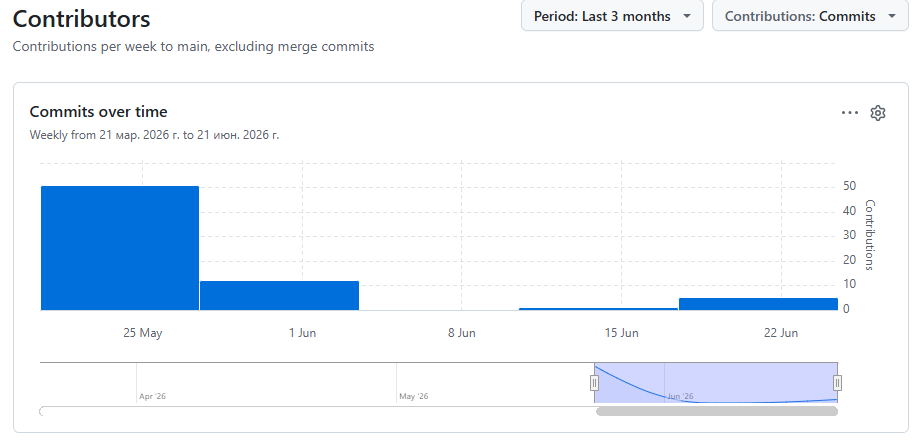 Contributors
Period: Last 3 months
Contributions: Commits
Contributions per week to main, excluding merge commits
Commits over time
Weekly from 21 мар. 2026 г. to 21 июн. 2026 г.
50
40
30
20
10
0
Contributions
25 May
1 Jun
8 Jun
15 Jun
22 Jun
Apr '26
May '26
Jun '26